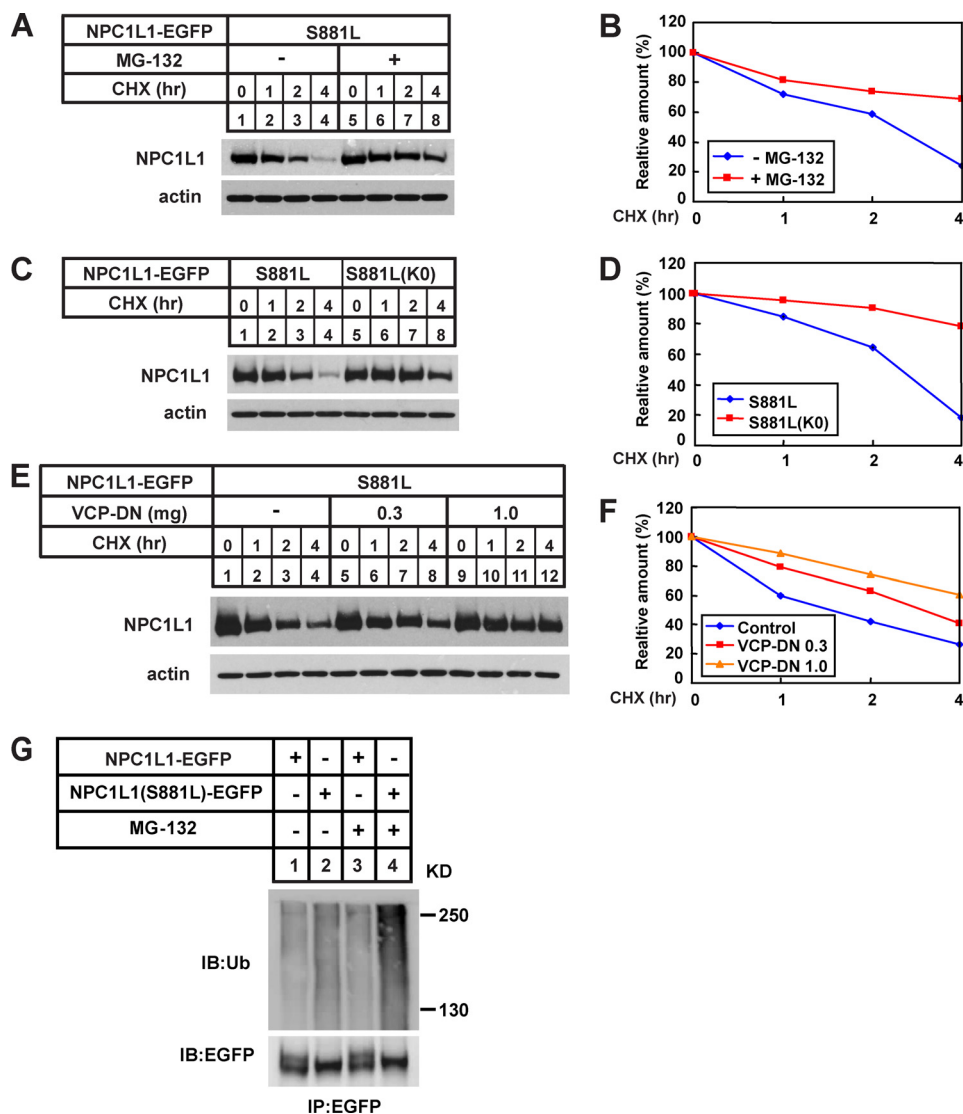 A
NPC1L1-EGFP S881L
MG-132 - +
CHX (hr) 0 1 2 4 0 1 2 4
1 2 3 4 5 6 7 8
NPC1L1
actin
B
Realtive amount (%)
120
100
80
60
40
20
0
- MG-132
+ MG-132
CHX (hr) 0 1 2 4
C
NPC1L1-EGFP S881L S881L(K0)
CHX (hr) 0 1 2 4 0 1 2 4
1 2 3 4 5 6 7 8
NPC1L1
actin
D
Realtive amount (%)
120
100
80
60
40
20
0
S881L
S881L(K0)
CHX (hr) 0 1 2 4
E
NPC1L1-EGFP S881L
VCP-DN (mg) - 0.3 1.0
CHX (hr) 0 1 2 4 0 1 2 4 0 1 2 4
1 2 3 4 5 6 7 8 9 10 11 12
NPC1L1
actin
F
Realtive amount (%)
120
100
80
60
40
20
0
Control
VCP-DN 0.3
VCP-DN 1.0
CHX (hr) 0 1 2 4
G
NPC1L1-EGFP + - + -
NPC1L1(S881L)-EGFP - + - +
MG-132 - - + +
1 2 3 4 KD
250
IB:Ub
130
IB:EGFP
IP:EGFP